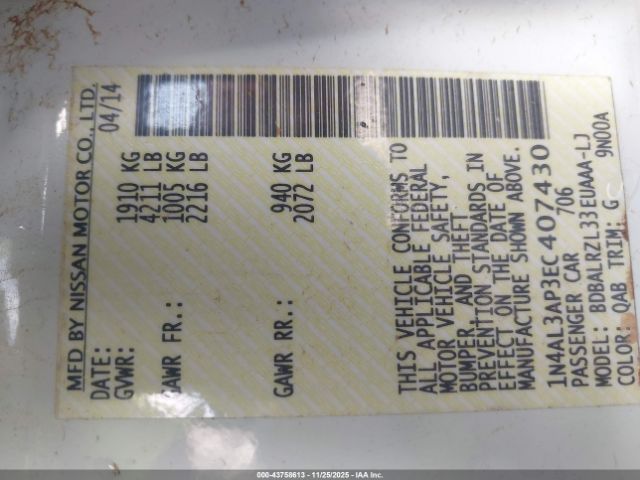 MFD BY NISSAN MOTOR CO., LTD.
DATE: 04/14
GVWR: 1910 KG
4211 LB
GAWR FR.: 1005 KG
2216 LB
GAWR RR.: 940 KG
2072 LB
THIS VEHICLE CONFORMS TO
ALL APPLICABLE FEDERAL
MOTOR VEHICLE SAFETY,
BUMPER, AND THEFT
PREVENTION STANDARDS IN
EFFECT ON THE DATE OF
MANUFACTURE SHOWN ABOVE.
1N4AL3AP3EC407430
PASSENGER CAR 706
MODEL: BDBALRZL33EUAAA-LJ
COLOR: QAB TRIM: G 9N00A
000-43758613 - 11/25/2025 - IAA Inc.